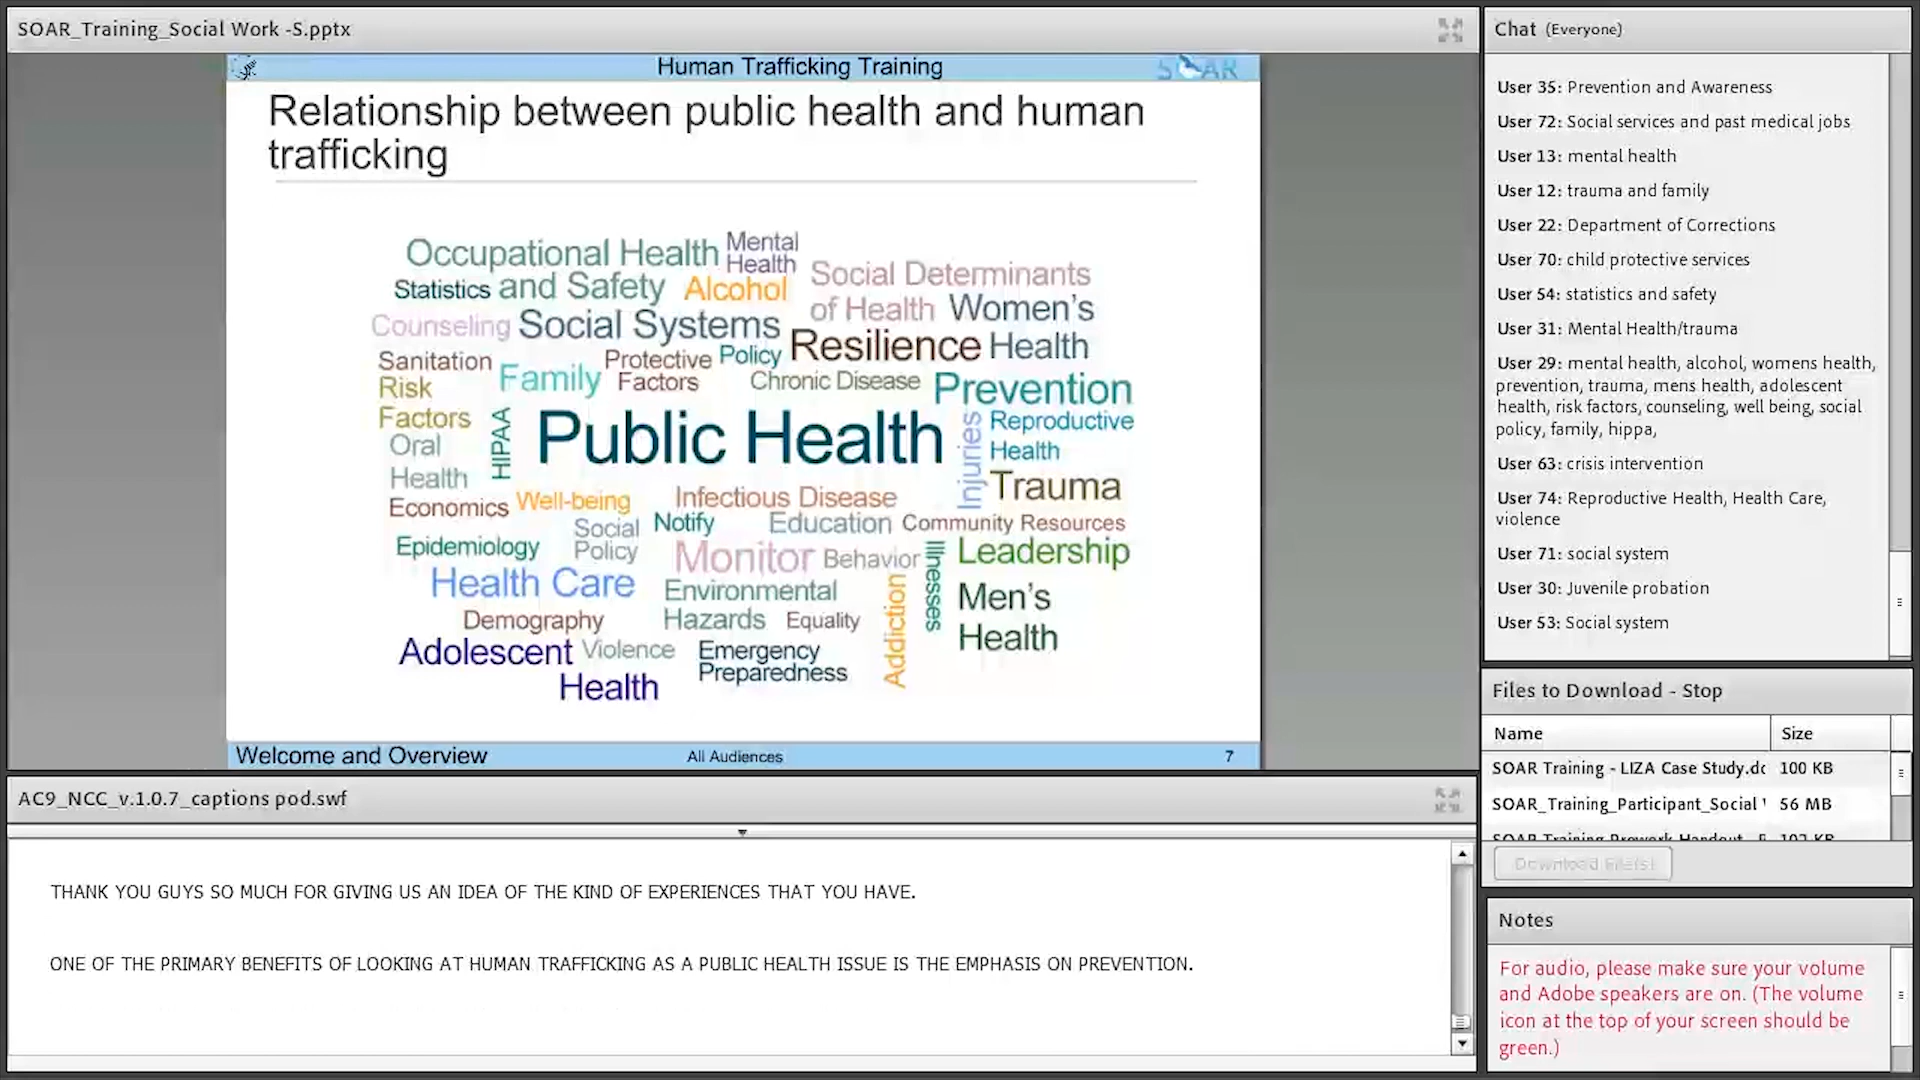 SOAR_Training_Social Work -S.pptx
Human Trafficking Training
SOAR
Relationship between public health and human
trafficking
Occupational Health
and Safety
Mental
Health
Statistics
Alcohol
Social Determinants
of Health
Women's
Health
Counseling
Social Systems
Resilience
Sanitation
Protective
Factors
Policy
Risk
Factors
Family
Chronic Disease
Prevention
Oral
Health
HIPAA
Public Health
Injuries
Reproductive
Health
Trauma
Economics
Well-being
Infectious Disease
Social
Policy
Notify
Education
Community Resources
Epidemiology
Monitor
Behavior
Illnesses
Leadership
Health Care
Environmental
Hazards
Addiction
Men's
Health
Demography
Equality
Adolescent
Health
Violence
Emergency
Preparedness
Welcome and Overview
All Audiences
7
AC9_NCC_v.1.0.7_captions pod.swf
THANK YOU GUYS SO MUCH FOR GIVING US AN IDEA OF THE KIND OF EXPERIENCES THAT YOU HAVE.
ONE OF THE PRIMARY BENEFITS OF LOOKING AT HUMAN TRAFFICKING AS A PUBLIC HEALTH ISSUE IS THE EMPHASIS ON PREVENTION.
Chat (Everyone)
User 35: Prevention and Awareness
User 72: Social services and past medical jobs
User 13: mental health
User 12: trauma and family
User 22: Department of Corrections
User 70: child protective services
User 54: statistics and safety
User 31: Mental Health/trauma
User 29: mental health, alcohol, womens health,
prevention, trauma, mens health, adolescent
health, risk factors, counseling, well being, social
policy, family, hippa,
User 63: crisis intervention
User 74: Reproductive Health, Health Care,
violence
User 71: social system
User 30: Juvenile probation
User 53: Social system
Files to Download - Stop
Name Size
SOAR Training - LIZA Case Study.dc 100 KB
SOAR_Training_Participant_Social 56 MB
SOAR Training Prework Handout
Download File(s)
Notes
For audio, please make sure your volume
and Adobe speakers are on. (The volume
icon at the top of your screen should be
green.)